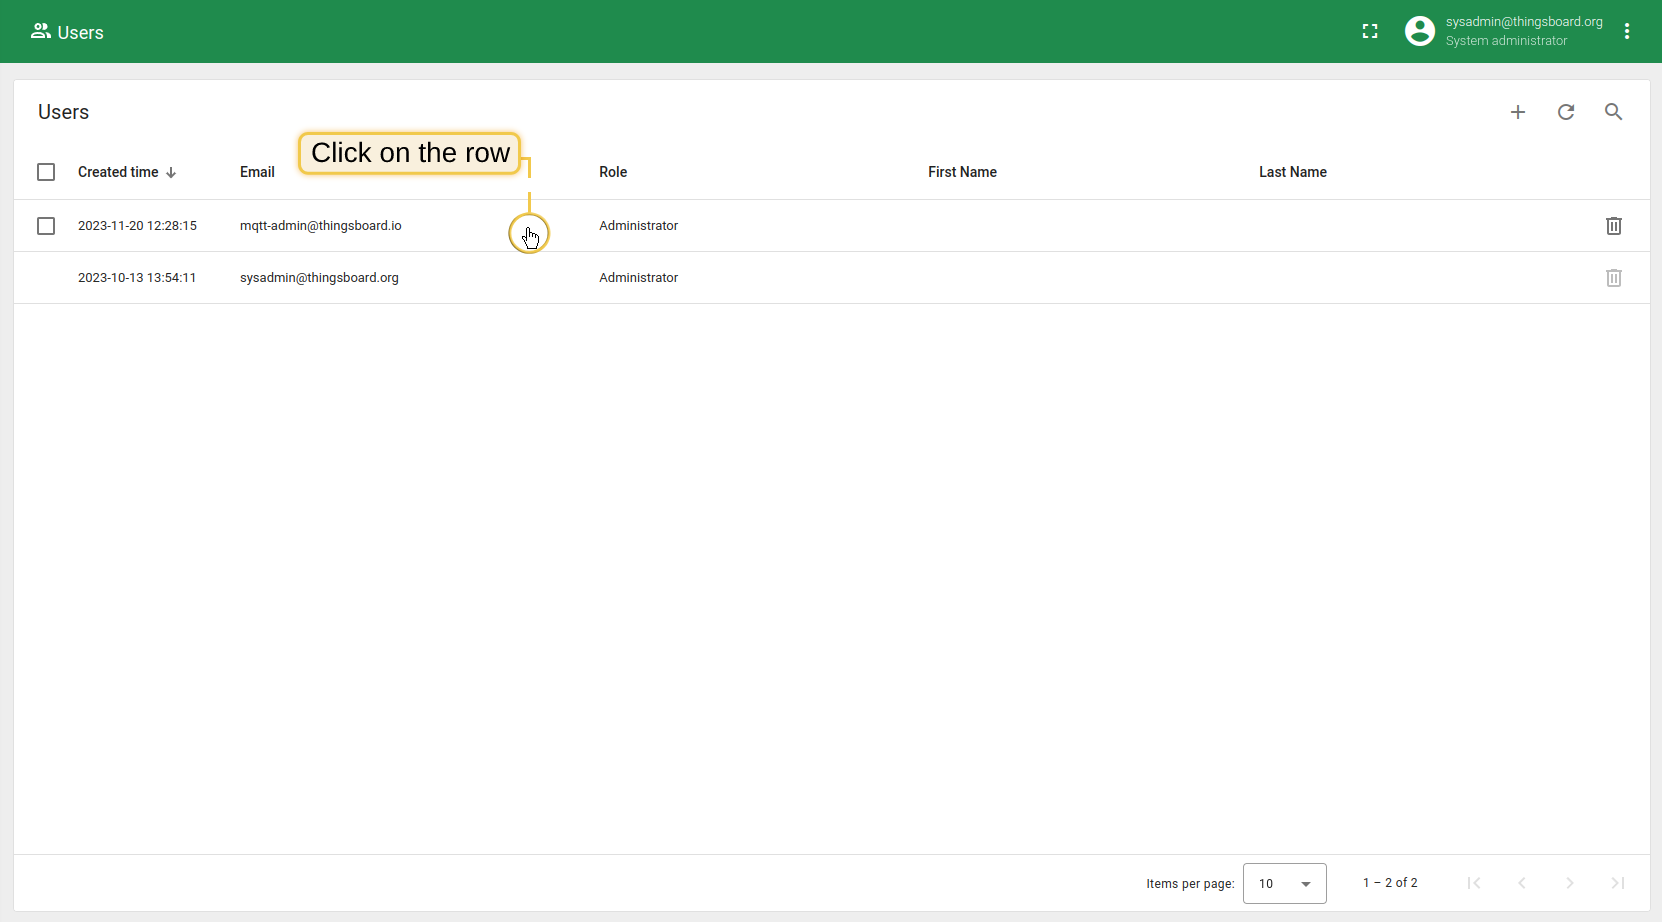 Users
sysadmin@thingsboard.org
System administrator
Users
Click on the row
Created time Email Role First Name Last Name
2023-11-20 12:28:15 mqtt-admin@thingsboard.io Administrator
2023-10-13 13:54:11 sysadmin@thingsboard.org Administrator
Items per page: 10 1 – 2 of 2